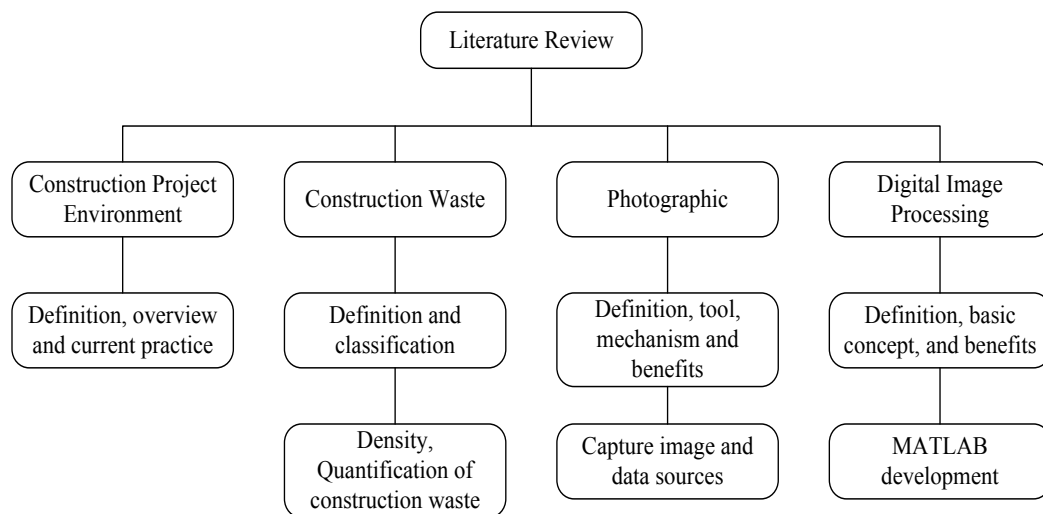 Literature Review
Construction Project
Environment
Construction Waste
Photographic
Digital Image
Processing
Definition, overview
and current practice
Definition and
classification
Definition, tool,
mechanism and
benefits
Definition, basic
concept, and benefits
Density,
Quantification of
construction waste
Capture image and
data sources
MATLAB
development